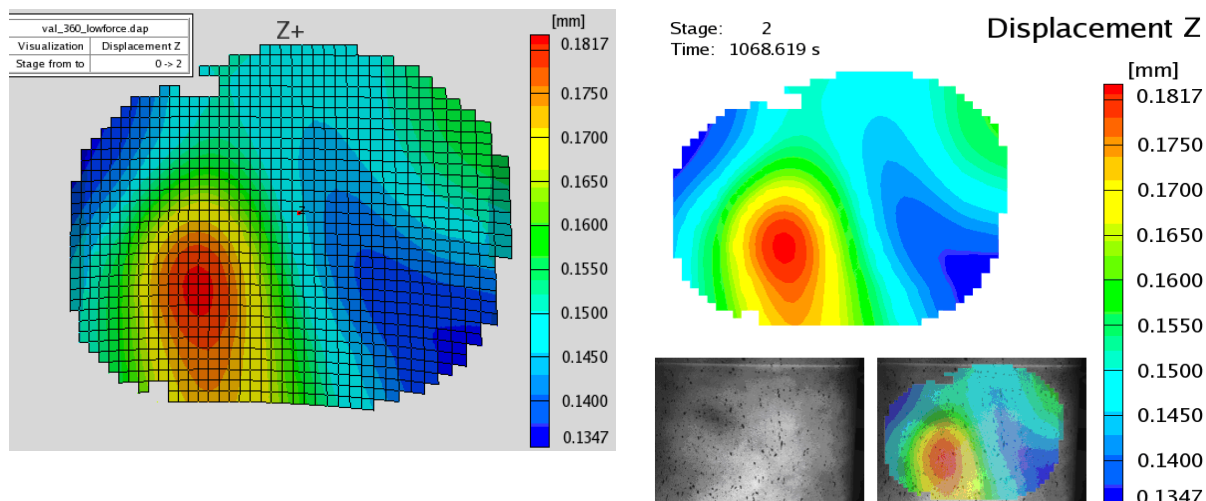 val_360_lowforce.dap
Visualization Displacement Z
Stage from to 0 -> 2
Z+
[mm]
0.1817
0.1750
0.1700
0.1650
0.1600
0.1550
0.1500
0.1450
0.1400
0.1347
2
Stage: 2
Time: 1068.619 s
Displacement Z
[mm]
0.1817
0.1750
0.1700
0.1650
0.1600
0.1550
0.1500
0.1450
0.1400
0.1347